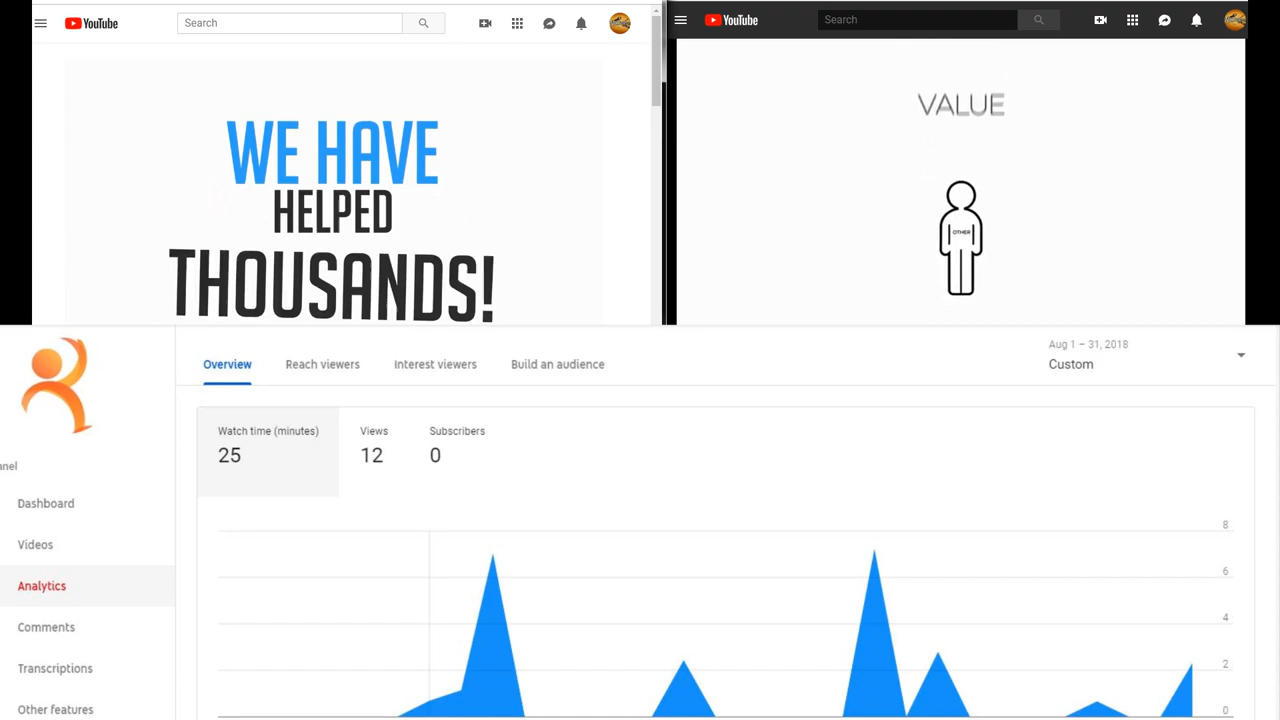 YouTube
Search
WE HAVE
HELPED
THOUSANDS!
YouTube
Search
VALUE
OTHER
Overview
Reach viewers
Interest viewers
Build an audience
Aug 1 – 31, 2018
Custom
Watch time (minutes)
25
Views
12
Subscribers
0
nnel
Dashboard
Videos
Analytics
Comments
Transcriptions
Other features
8
6
4
2
0